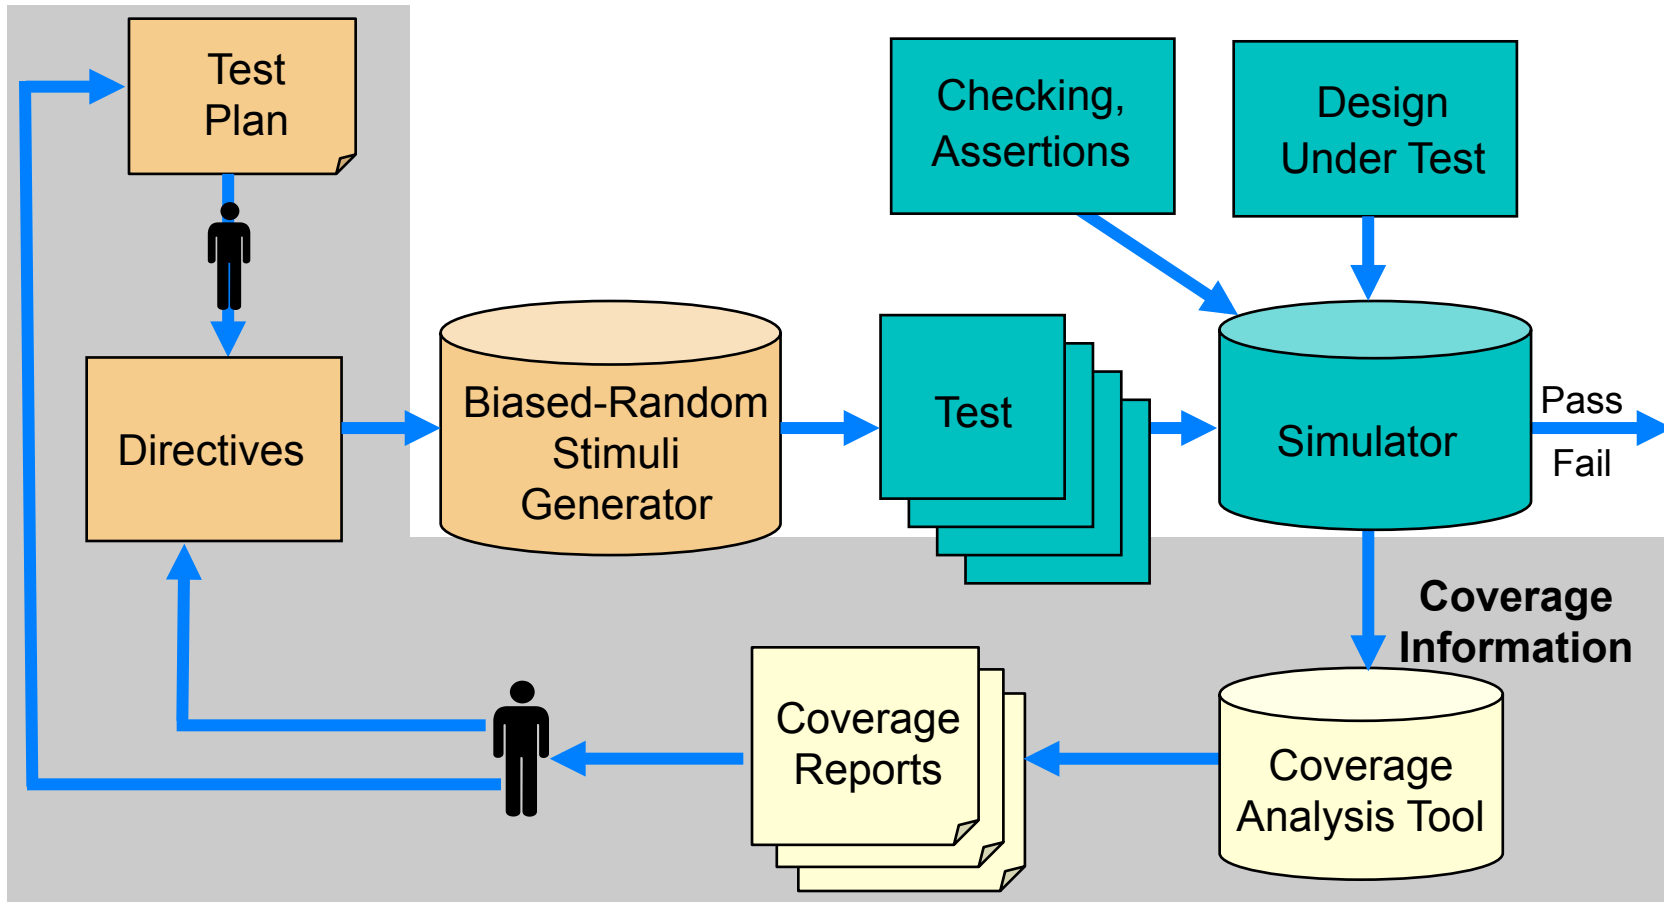 Test
Plan
Checking,
Assertions
Design
Under Test
Directives
Biased-Random
Stimuli
Generator
Test
Simulator
Pass
Fail
Coverage
Information
Coverage
Reports
Coverage
Analysis Tool